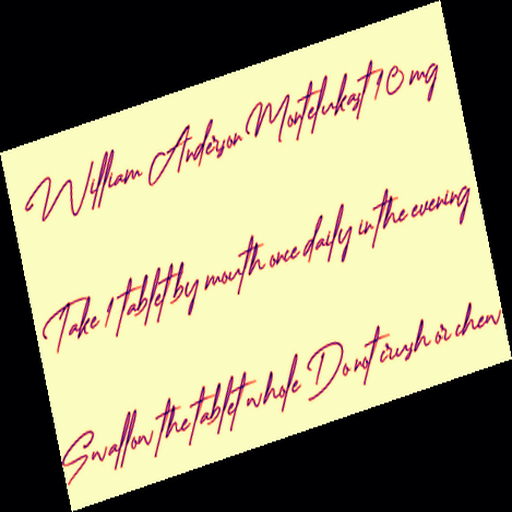 William Anderson Montelukast 10 mg
Take 1 tablet by mouth once daily in the evening
Swallow the tablet whole Do not crush or chew